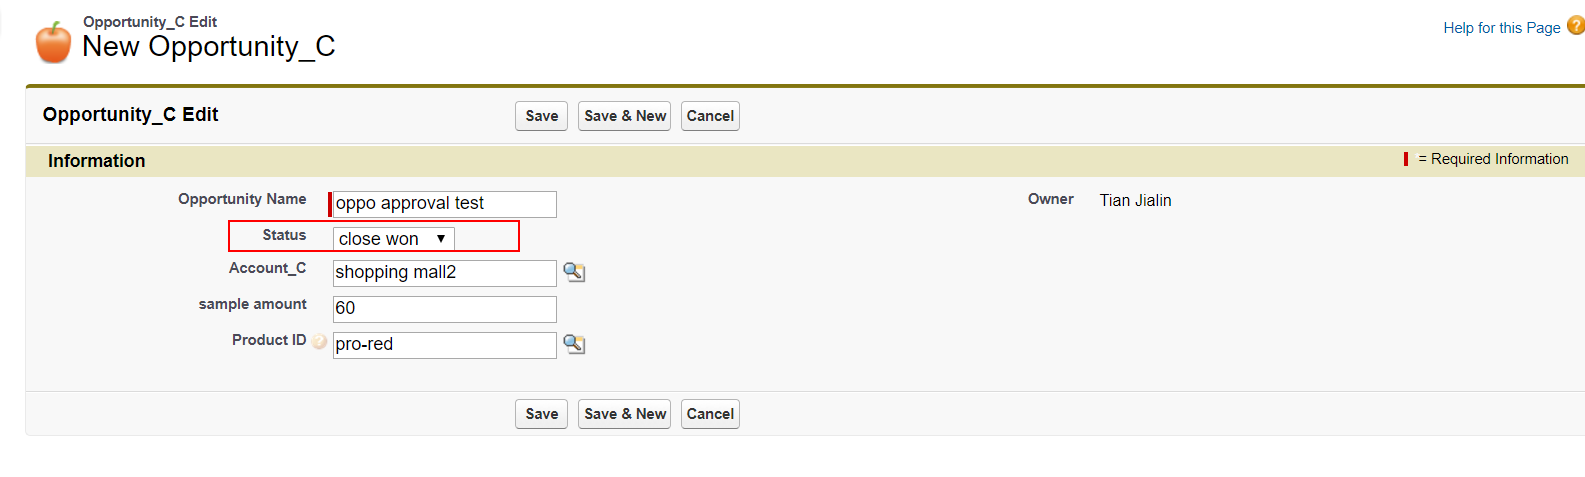 Opportunity_C Edit
New Opportunity_C
Help for this Page ?
Opportunity_C Edit Save Save & New Cancel
Information = Required Information
Opportunity Name oppo approval test Owner Tian Jialin
Status close won
Account_C shopping mall2
sample amount 60
Product ID ? pro-red
Save Save & New Cancel